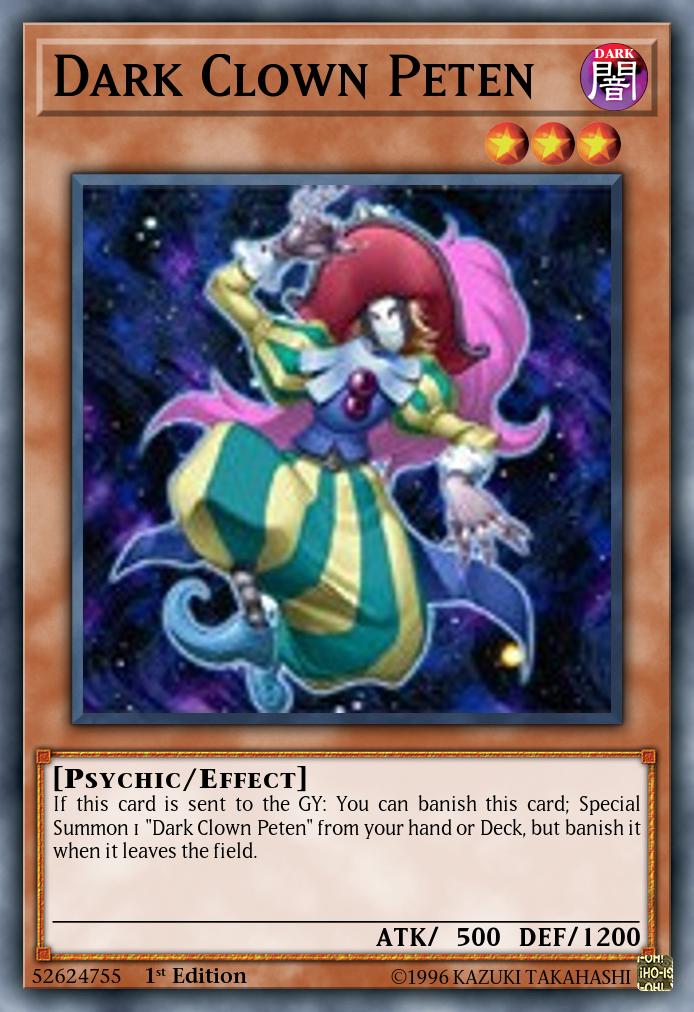 Dark Clown Peten
DARK
闇
[Psychic/Effect]
If this card is sent to the GY: You can banish this card; Special
Summon 1 "Dark Clown Peten" from your hand or Deck, but banish it
when it leaves the field.
ATK/ 500 DEF/1200
52624755 1st Edition ©1996 KAZUKI TAKAHASHI